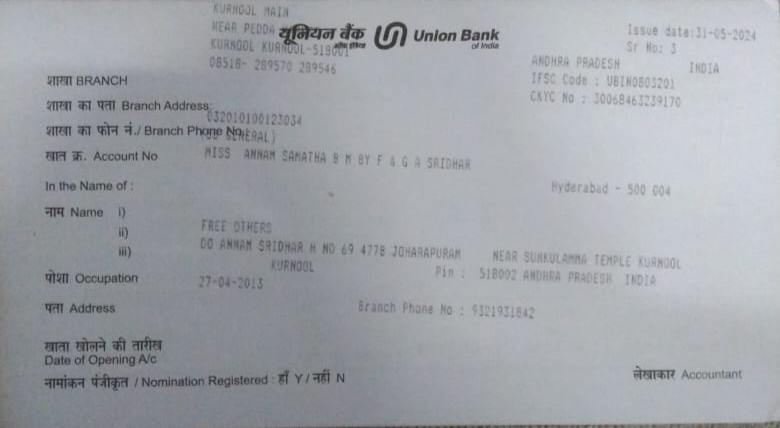 KURNOOL MAIN
NEAR PEDDA
यूनियन बैंक Union Bank
ऑफ इंडिया of India
KURNOOL KURNOOL-518001
08518- 289570 289546
Issue date:31-05-2024
Sr No: 3
ANDHRA PRADESH INDIA
IFSC Code : UBIN0803201
CKYC No : 30068463239170
शाखा BRANCH
शाखा का पता Branch Address:
032010100123034
शाखा का फोन नं./ Branch Phone No.:
GENERAL)
खात क्र. Account No
MISS ANNAM SAMATHA B M BY F & G A SRIDHAR
In the Name of :
Hyderabad - 500 004
नाम Name i)
ii)
FREE OTHERS
iii)
DO ANNAM SRIDHAR H NO 69 477B JOHARAPURAM NEAR SUNKULAMMA TEMPLE KURNOOL
KURNOOL Pin : 518002 ANDHRA PRADESH INDIA
पोशा Occupation
27-04-2013
पता Address
Branch Phone No : 9321931842
खाता खोलने की तारीख
Date of Opening A/c
नामांकन पंजीकृत / Nomination Registered : हाँ Y / नहीं N
लेखाकार Accountant